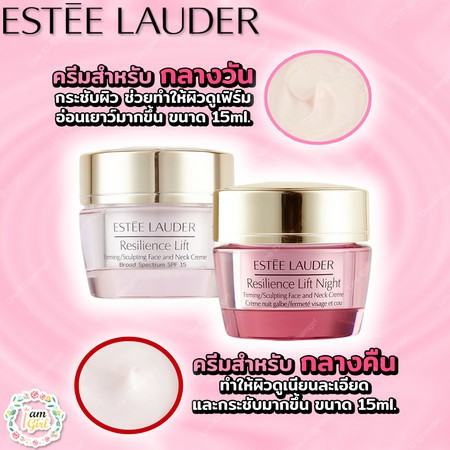 ESTĒE LAUDER
ครีมสำหรับ กลางวัน
กระชับผิว ช่วยทำให้ผิวดูเฟิร์ม
อ่อนเยาว์มากขึ้น ขนาด 15ml.
ESTĒE LAUDER
Resilience Lift
Firming/Sculpting Face and Neck Creme
Broad Spectrum SPF 15
ESTĒE LAUDER
Resilience Lift Night
Firming/Sculpting Face and Neck Creme
Crème nuit galbe/fermeté visage et cou
ครีมสำหรับ กลางคืน
ทำให้ผิวดูเนียนละเอียด
และกระชับมากขึ้น ขนาด 15ml.
I am
Girl